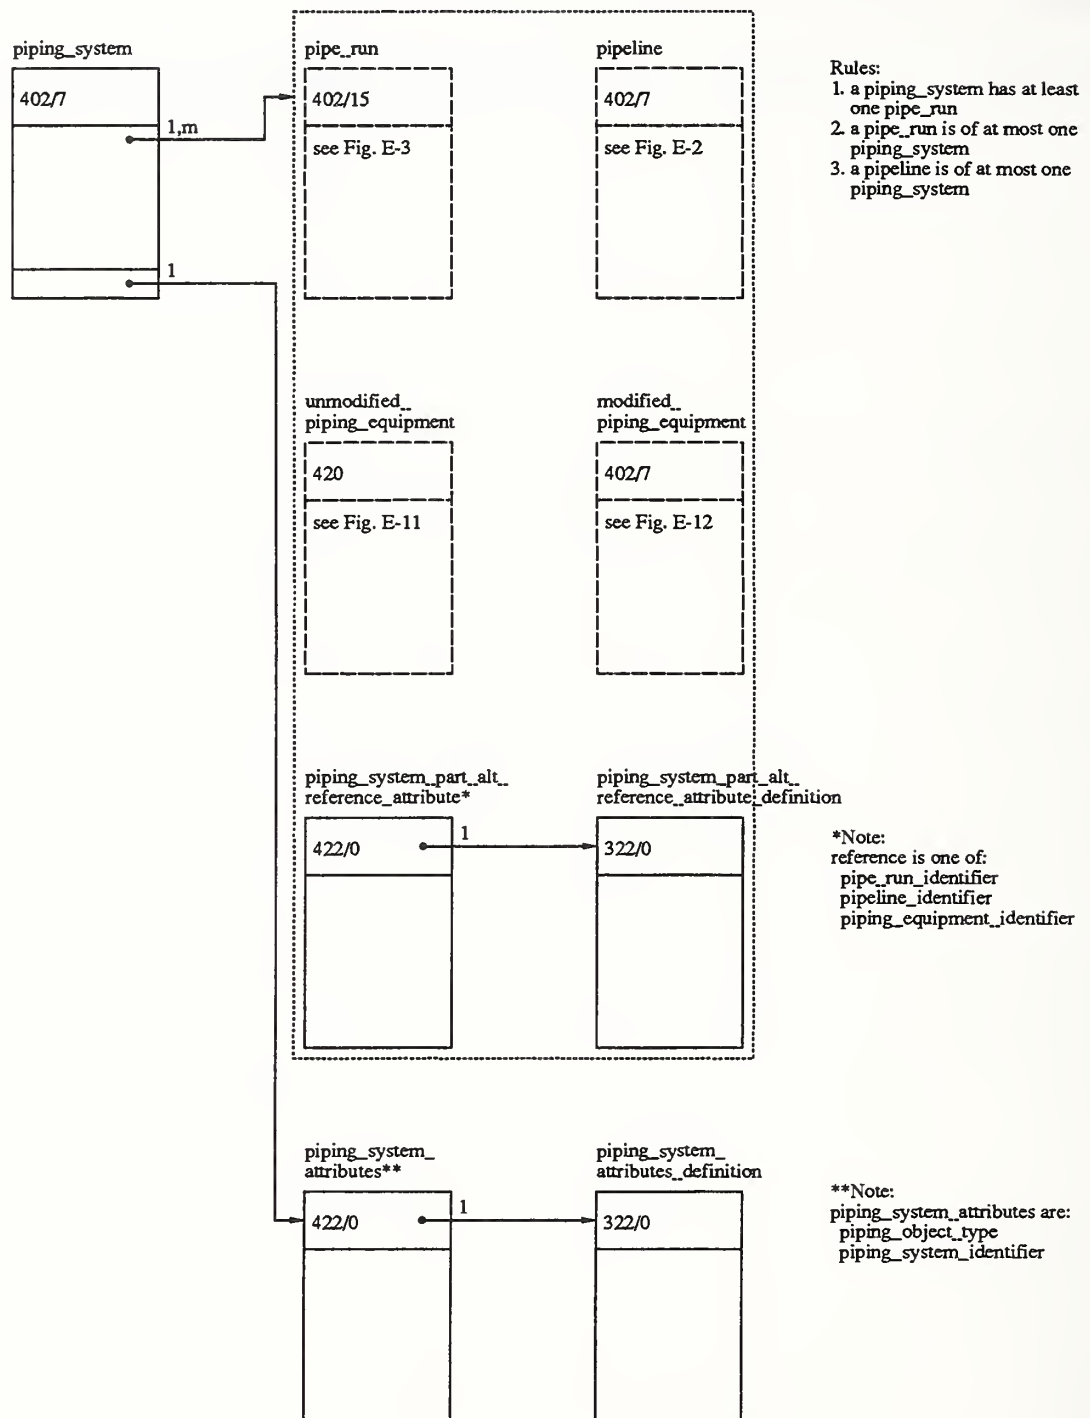 piping_system
402/7
1,m
1
pipe_run
402/15
see Fig. E-3
pipeline
402/7
see Fig. E-2
Rules:
1. a piping_system has at least
one pipe_run
2. a pipe_run is of at most one
piping_system
3. a pipeline is of at most one
piping_system
unmodified_
piping_equipment
420
see Fig. E-11
modified_
piping_equipment
402/7
see Fig. E-12
piping_system_part_alt_
reference_attribute*
422/0
1
piping_system_part_alt_
reference_attribute_definition
322/0
*Note:
reference is one of:
pipe_run_identifier
pipeline_identifier
piping_equipment_identifier
piping_system_
attributes**
422/0
1
piping_system_
attributes_definition
322/0
**Note:
piping_system_attributes are:
piping_object_type
piping_system_identifier